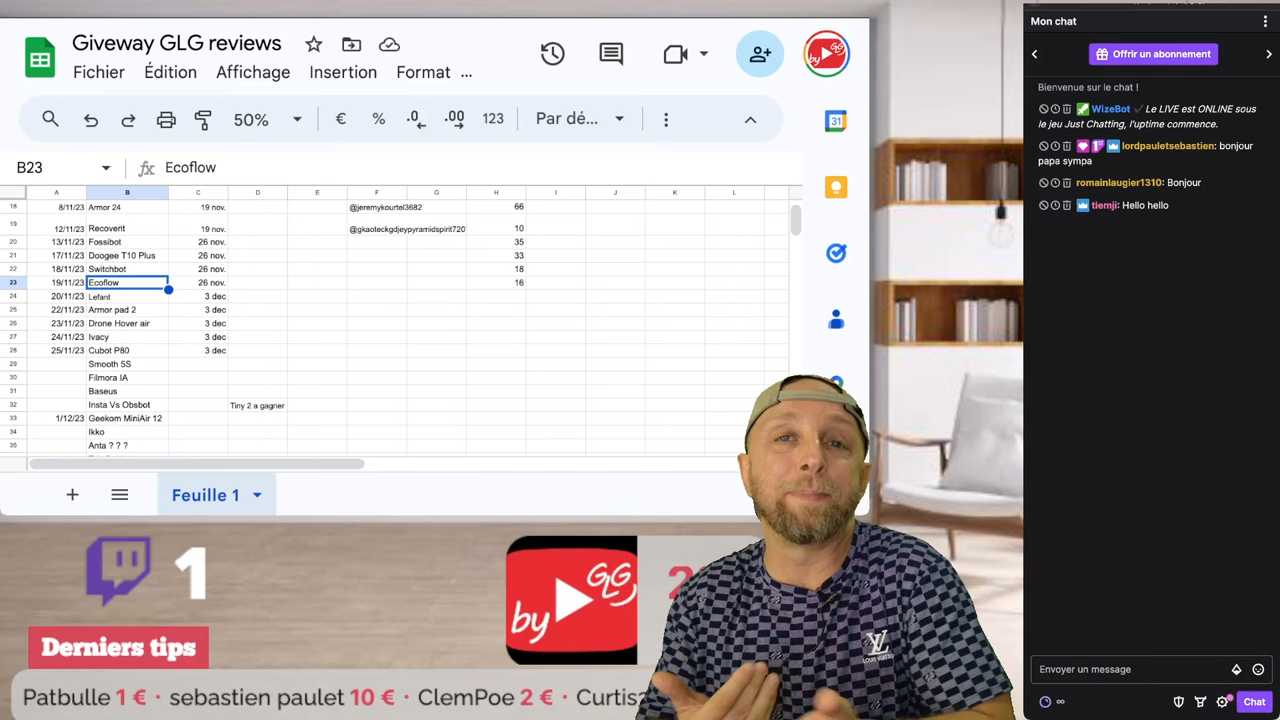 Giveway GLG reviews
Fichier Édition Affichage Insertion Format ...
50% € % .0 .00 123 Par dé...
B23 fx Ecoflow
A B C D E F G H I J K L
18 8/11/23 Armor 24 19 nov. @jeremykourtel3682 66
19 12/11/23 Recoverit 19 nov. @gkaoteckgdjeypyramidspirit720 10
20 13/11/23 Fossibot 26 nov. 35
21 17/11/23 Doogee T10 Plus 26 nov. 33
22 18/11/23 Switchbot 26 nov. 18
23 19/11/23 Ecoflow 26 nov. 16
24 20/11/23 Lefant 3 dec
25 22/11/23 Armor pad 2 3 dec
26 23/11/23 Drone Hover air 3 dec
27 24/11/23 Ivacy 3 dec
28 25/11/23 Cubot P80 3 dec
29 Smooth 5S
30 Filmora IA
31 Baseus
32 Insta Vs Obsbot Tiny 2 a gagner
33 1/12/23 Geekom MiniAir 12
34 Ikko
35 Anta ? ? ?
Feuille 1
by GG
31
1
by GLG
2
Derniers tips
Patbulle 1 € · sebastien paulet 10 € · ClemPoe 2 € · Curtis
LOUIS VUITTON
Mon chat
Offrir un abonnement
Bienvenue sur le chat !
WizeBot Le LIVE est ONLINE sous
le jeu Just Chatting, l'uptime commence.
lordpauletsebastien: bonjour
papa sympa
romainlaugier1310: Bonjour
tiemji: Hello hello
Envoyer un message
Chat